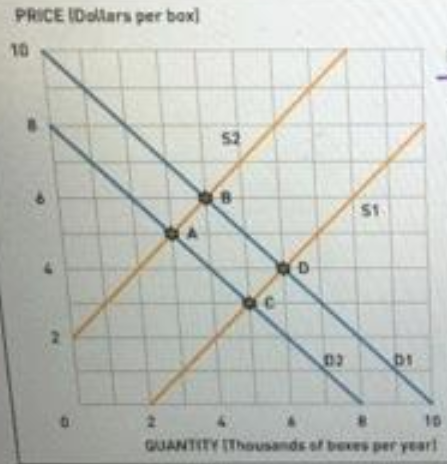 PRICE (Dollars per box)
10
8
6
4
2
S2
B
S1
A
D
C
D2
D1
0
2
4
6
8
10
QUANTITY (Thousands of boxes per year)